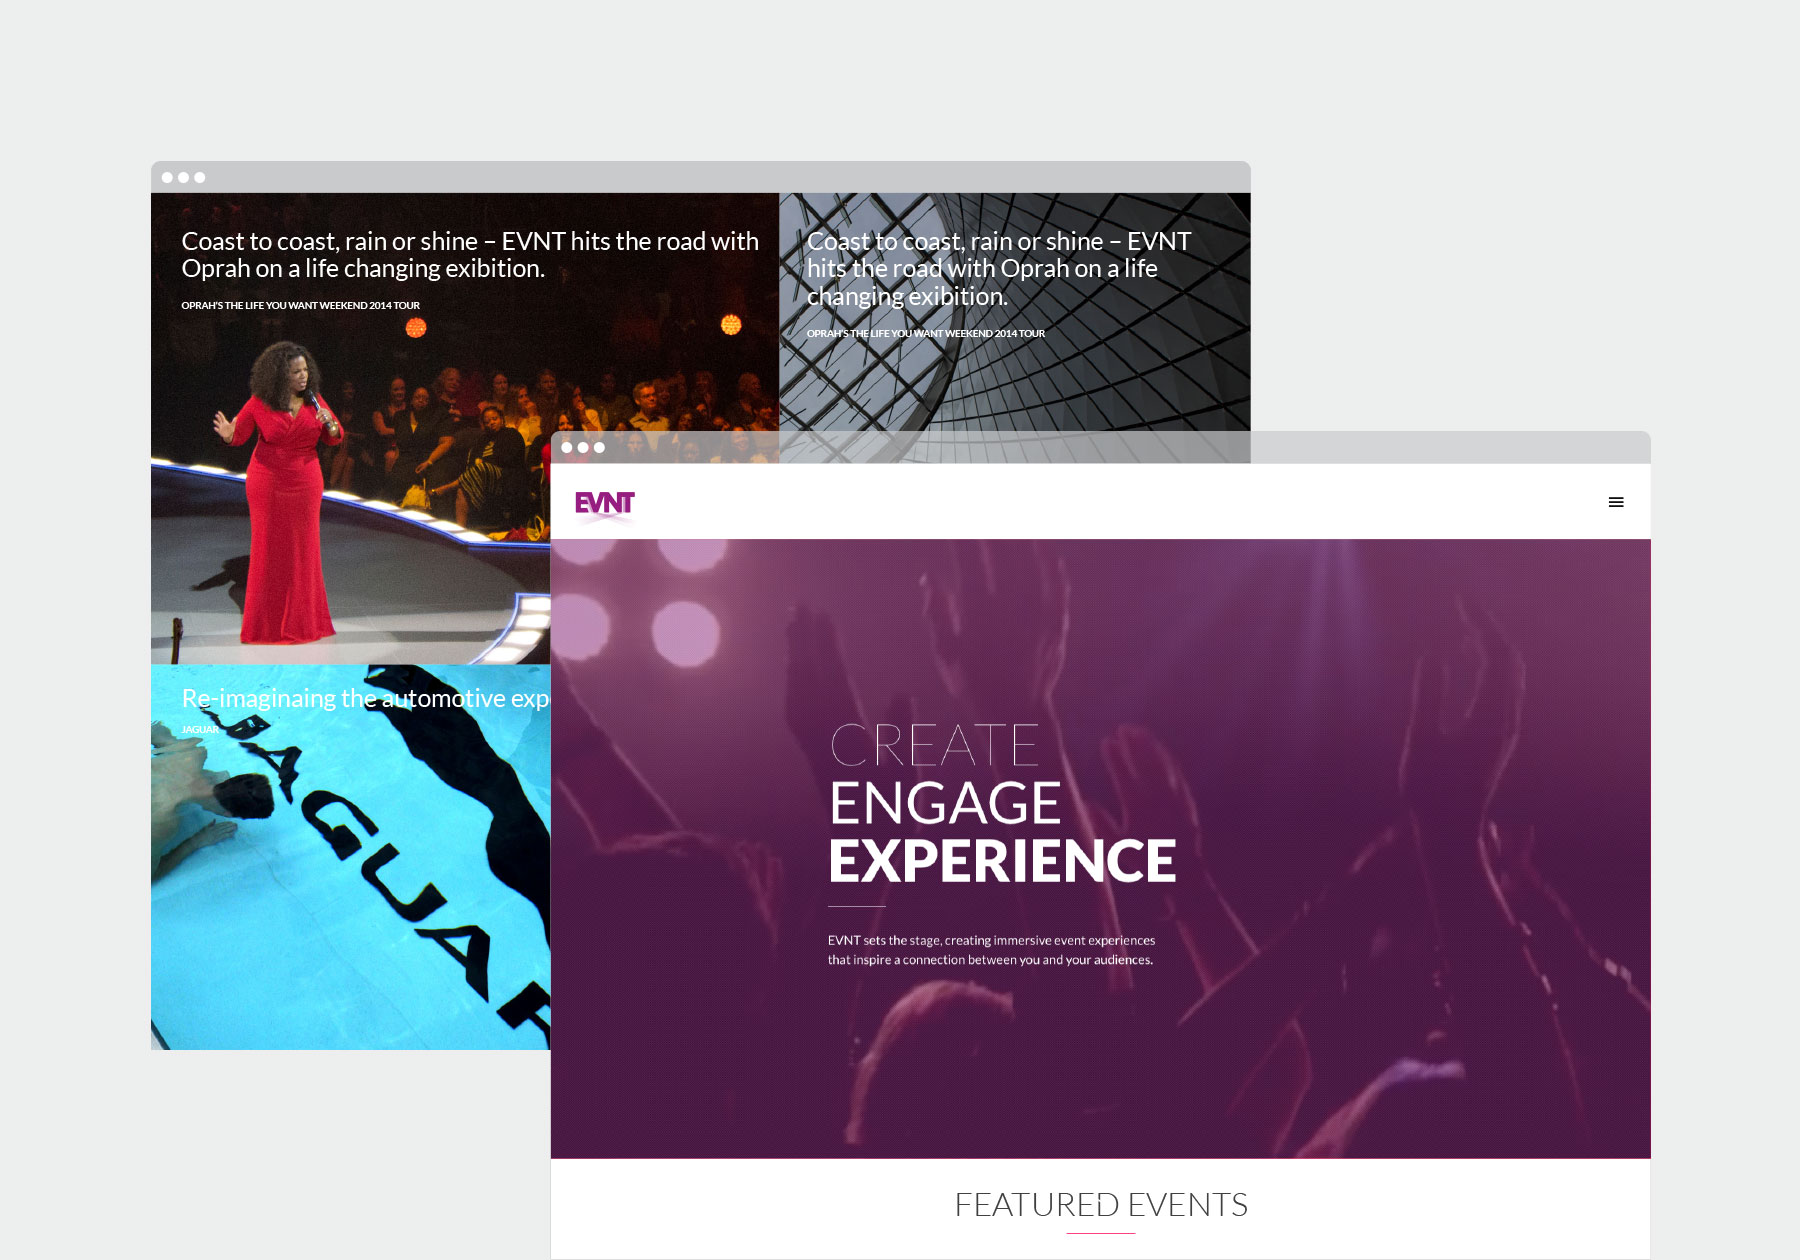 Coast to coast, rain or shine – EVNT hits the road with
Oprah on a life changing exibition.
OPRAH'S THE LIFE YOU WANT WEEKEND 2014 TOUR
Coast to coast, rain or shine – EVNT
hits the road with Oprah on a life
changing exibition.
OPRAH'S THE LIFE YOU WANT WEEKEND 2014 TOUR
Re-imaginaing the automotive
JAGUAR
JAGUAR
EVNT
CREATE
ENGAGE
EXPERIENCE
EVNT sets the stage, creating immersive event experiences
that inspire a connection between you and your audiences.
FEATURED EVENTS